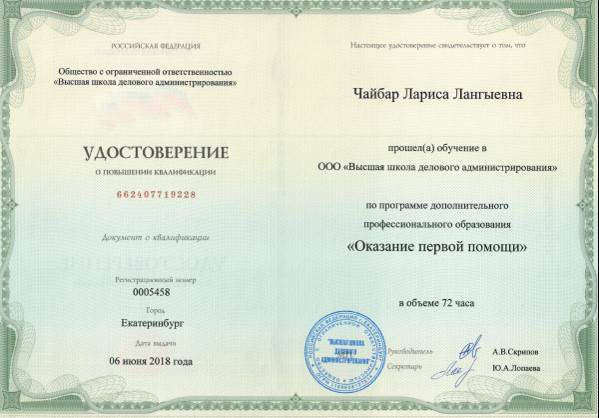 РОССИЙСКАЯ ФЕДЕРАЦИЯ
Общество с ограниченной ответственностью
«Высшая школа делового администрирования»
УДОСТОВЕРЕНИЕ
О ПОВЫШЕНИИ КВАЛИФИКАЦИИ
662407719228
Документ о квалификации
Регистрационный номер
0005458
Город
Екатеринбург
Дата выдачи
06 июня 2018 года
Настоящее удостоверение свидетельствует о том, что
Чайбар Лариса Лангыевна
прошел(а) обучение в
ООО «Высшая школа делового администрирования»
по программе дополнительного
профессионального образования
«Оказание первой помощи»
в объеме 72 часа
Руководитель
А.В.Скрипов
Секретарь
Ю.А.Лопаева